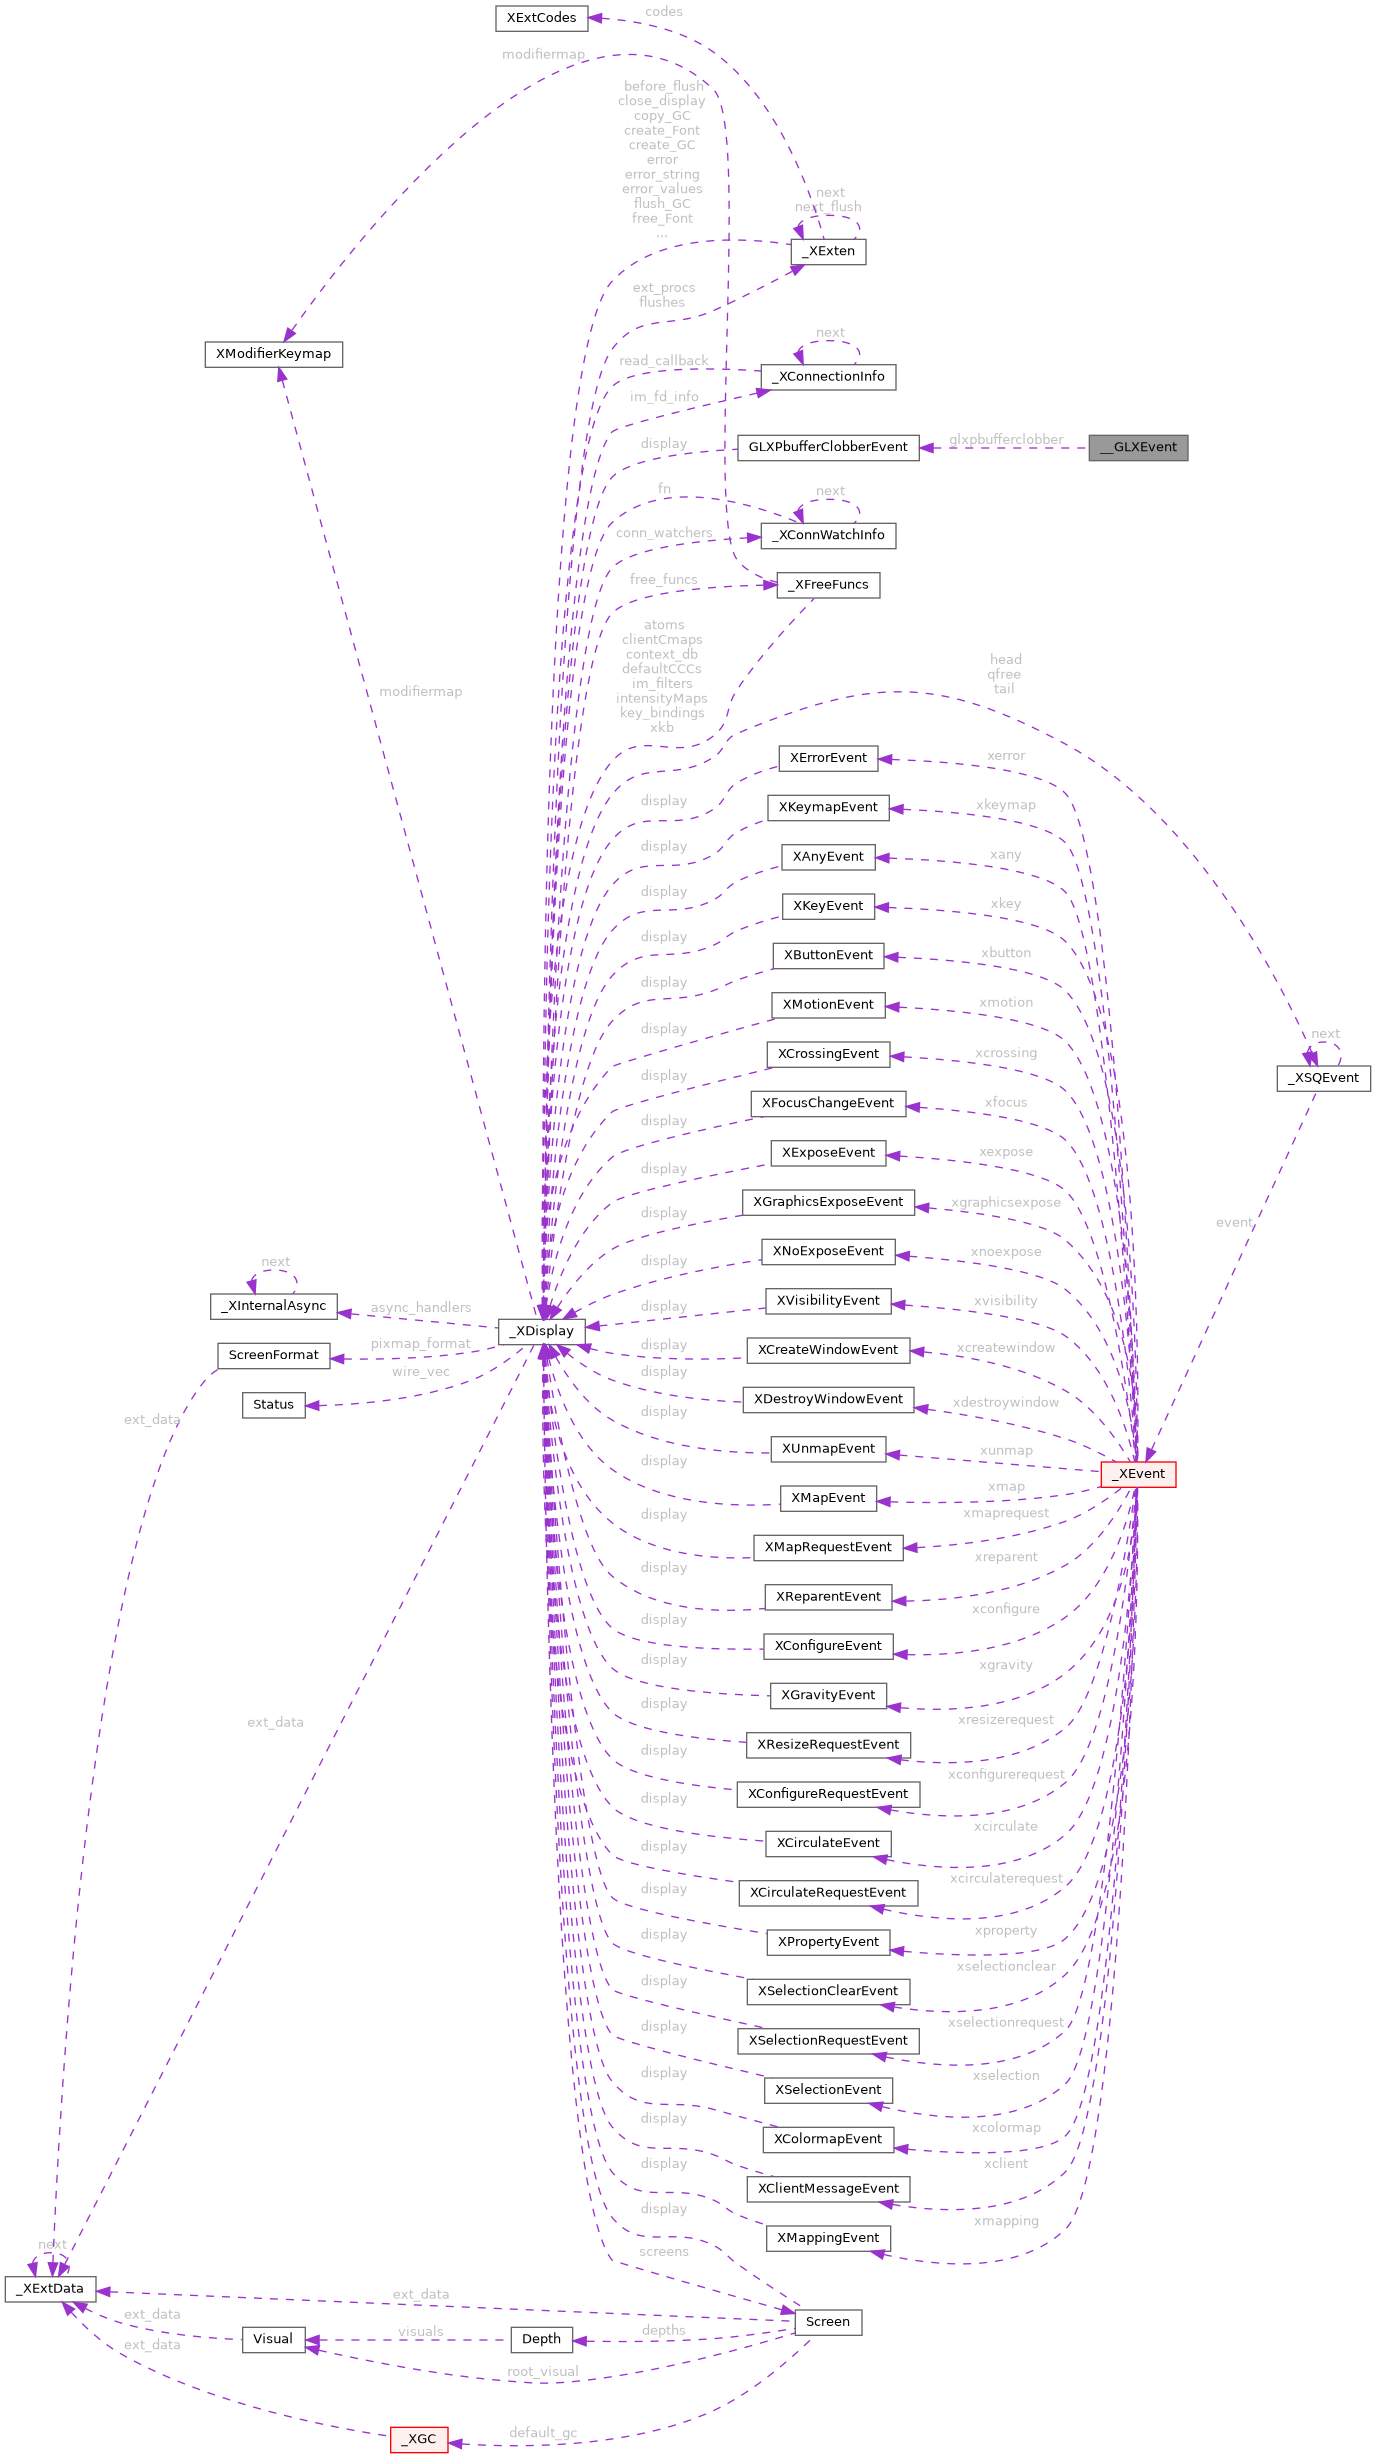 codes
XExtCodes
modifiermap
before_flush
close_display
copy_GC
create_Font
create_GC
error
error_string
error_values
flush_GC
free_Font
...
next
next_flush
_XExten
ext_procs
flushes
next
XModifierKeymap
read_callback
_XConnectionInfo
im_fd_info
display
GLXPbufferClobberEvent
glxpbufferclobber
__GLXEvent
fn
next
conn_watchers
_XConnWatchInfo
free_funcs
_XFreeFuncs
atoms
clientCmaps
context_db
defaultCCCs
im_filters
intensityMaps
key_bindings
xkb
head
qfree
tail
modifiermap
XErrorEvent
xerror
display
XKeymapEvent
xkeymap
display
XAnyEvent
xany
display
XKeyEvent
xkey
display
XButtonEvent
xbutton
display
XMotionEvent
xmotion
display
XCrossingEvent
xcrossing
next
_XSQEvent
display
XFocusChangeEvent
xfocus
display
XExposeEvent
xexpose
display
XGraphicsExposeEvent
xgraphicsexpose
display
event
XNoExposeEvent
xnoexpose
display
next
_XInternalAsync
async_handlers
XVisibilityEvent
xvisibility
display
_XDisplay
ScreenFormat
pixmap_format
display
XCreateWindowEvent
xcreatewindow
wire_vec
display
Status
XDestroyWindowEvent
xdestroywindow
ext_data
display
XUnmapEvent
xunmap
display
_XEvent
XMapEvent
xmap
display
XMapRequestEvent
xmaprequest
display
XReparentEvent
xreparent
display
XConfigureEvent
xconfigure
display
XGravityEvent
xgravity
display
ext_data
XResizeRequestEvent
xresizerequest
display
XConfigureRequestEvent
xconfigurerequest
display
XCirculateEvent
xcirculate
display
XCirculateRequestEvent
xcirculaterequest
display
XPropertyEvent
xproperty
display
XSelectionClearEvent
xselectionclear
display
XSelectionRequestEvent
xselectionrequest
display
XSelectionEvent
xselection
display
XColormapEvent
xcolormap
display
XClientMessageEvent
xclient
display
XMappingEvent
xmapping
display
screens
next
_XExtData
ext_data
Screen
ext_data
Visual
visuals
Depth
depths
ext_data
root_visual
_XGC
default_gc